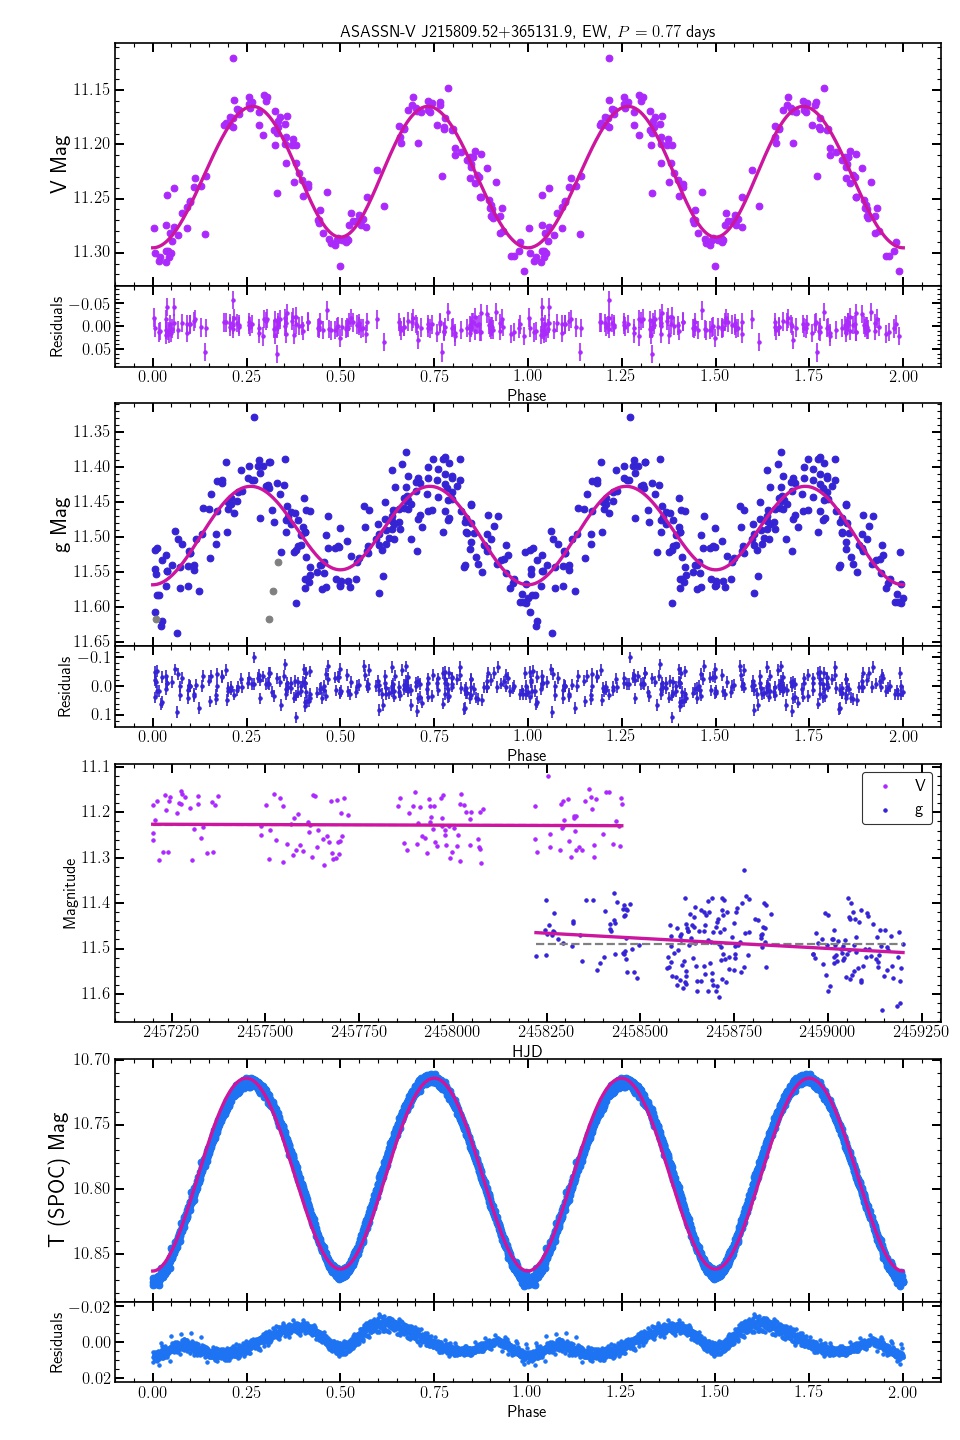 ASASSN-V J215809.52+365131.9, EW, P = 0.77 days
V Mag
11.15
11.20
11.25
11.30
Residuals
−0.05
0.00
0.05
0.00 0.25 0.50 0.75 1.00 1.25 1.50 1.75 2.00
Phase
g Mag
11.35
11.40
11.45
11.50
11.55
11.60
11.65
Residuals
−0.1
0.0
0.1
0.00 0.25 0.50 0.75 1.00 1.25 1.50 1.75 2.00
Phase
Magnitude
11.1
11.2
11.3
11.4
11.5
11.6
V
g
2457250 2457500 2457750 2458000 2458250 2458500 2458750 2459000 2459250
HJD
T (SPOC) Mag
10.70
10.75
10.80
10.85
Residuals
−0.02
0.00
0.02
0.00 0.25 0.50 0.75 1.00 1.25 1.50 1.75 2.00
Phase